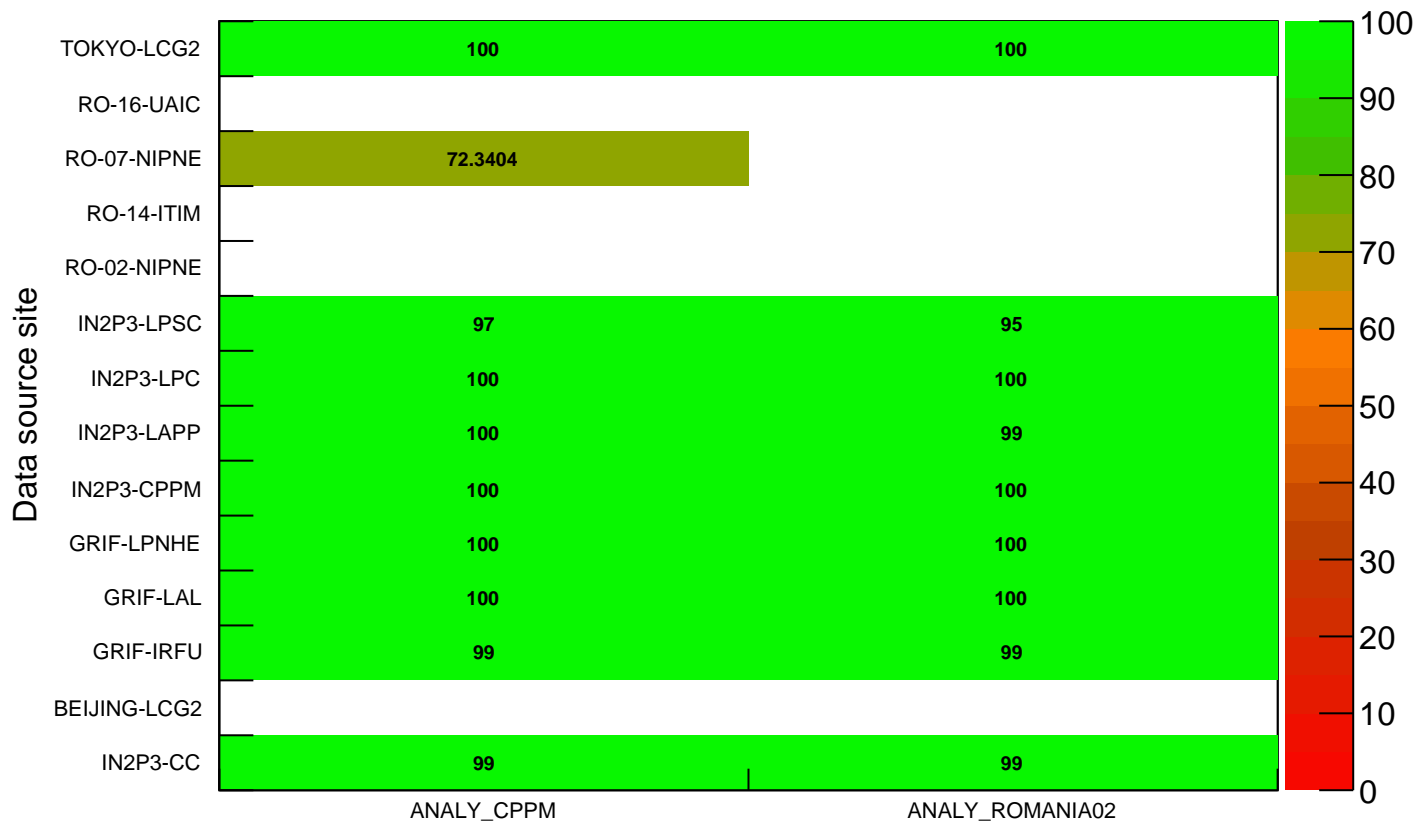 TOKYO-LCG2 100 100
RO-16-UAIC
RO-07-NIPNE 72.3404
RO-14-ITIM
RO-02-NIPNE
IN2P3-LPSC 97 95
IN2P3-LPC 100 100
IN2P3-LAPP 100 99
IN2P3-CPPM 100 100
GRIF-LPNHE 100 100
GRIF-LAL 100 100
GRIF-IRFU 99 99
BEIJING-LCG2
IN2P3-CC 99 99
ANALY_CPPM ANALY_ROMANIA02
Data source site
100
90
80
70
60
50
40
30
20
10
0